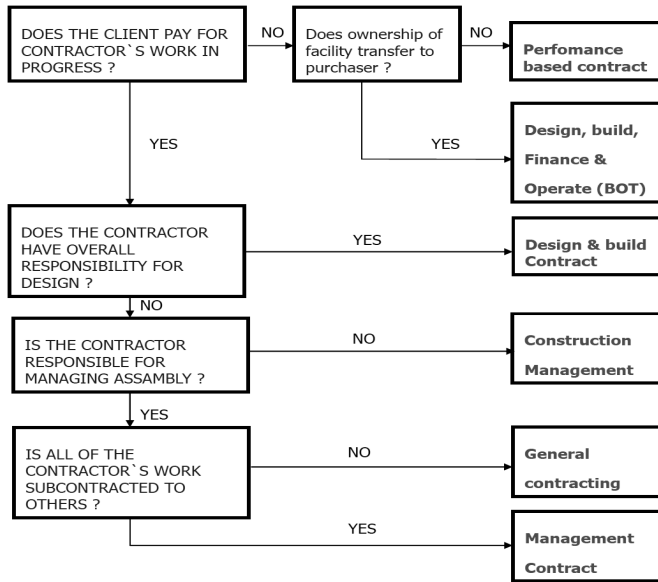 DOES THE CLIENT PAY FOR
CONTRACTOR`S WORK IN
PROGRESS ?
NO
Does ownership of
facility transfer to
purchaser ?
NO
Perfomance
based contract
YES
YES
Design, build,
Finance &
Operate (BOT)
DOES THE CONTRACTOR
HAVE OVERALL
RESPONSIBILITY FOR
DESIGN ?
YES
Design & build
Contract
NO
IS THE CONTRACTOR
RESPONSIBLE FOR
MANAGING ASSAMBLY ?
NO
Construction
Management
YES
IS ALL OF THE
CONTRACTOR`S WORK
SUBCONTRACTED TO
OTHERS ?
NO
General
contracting
YES
Management
Contract